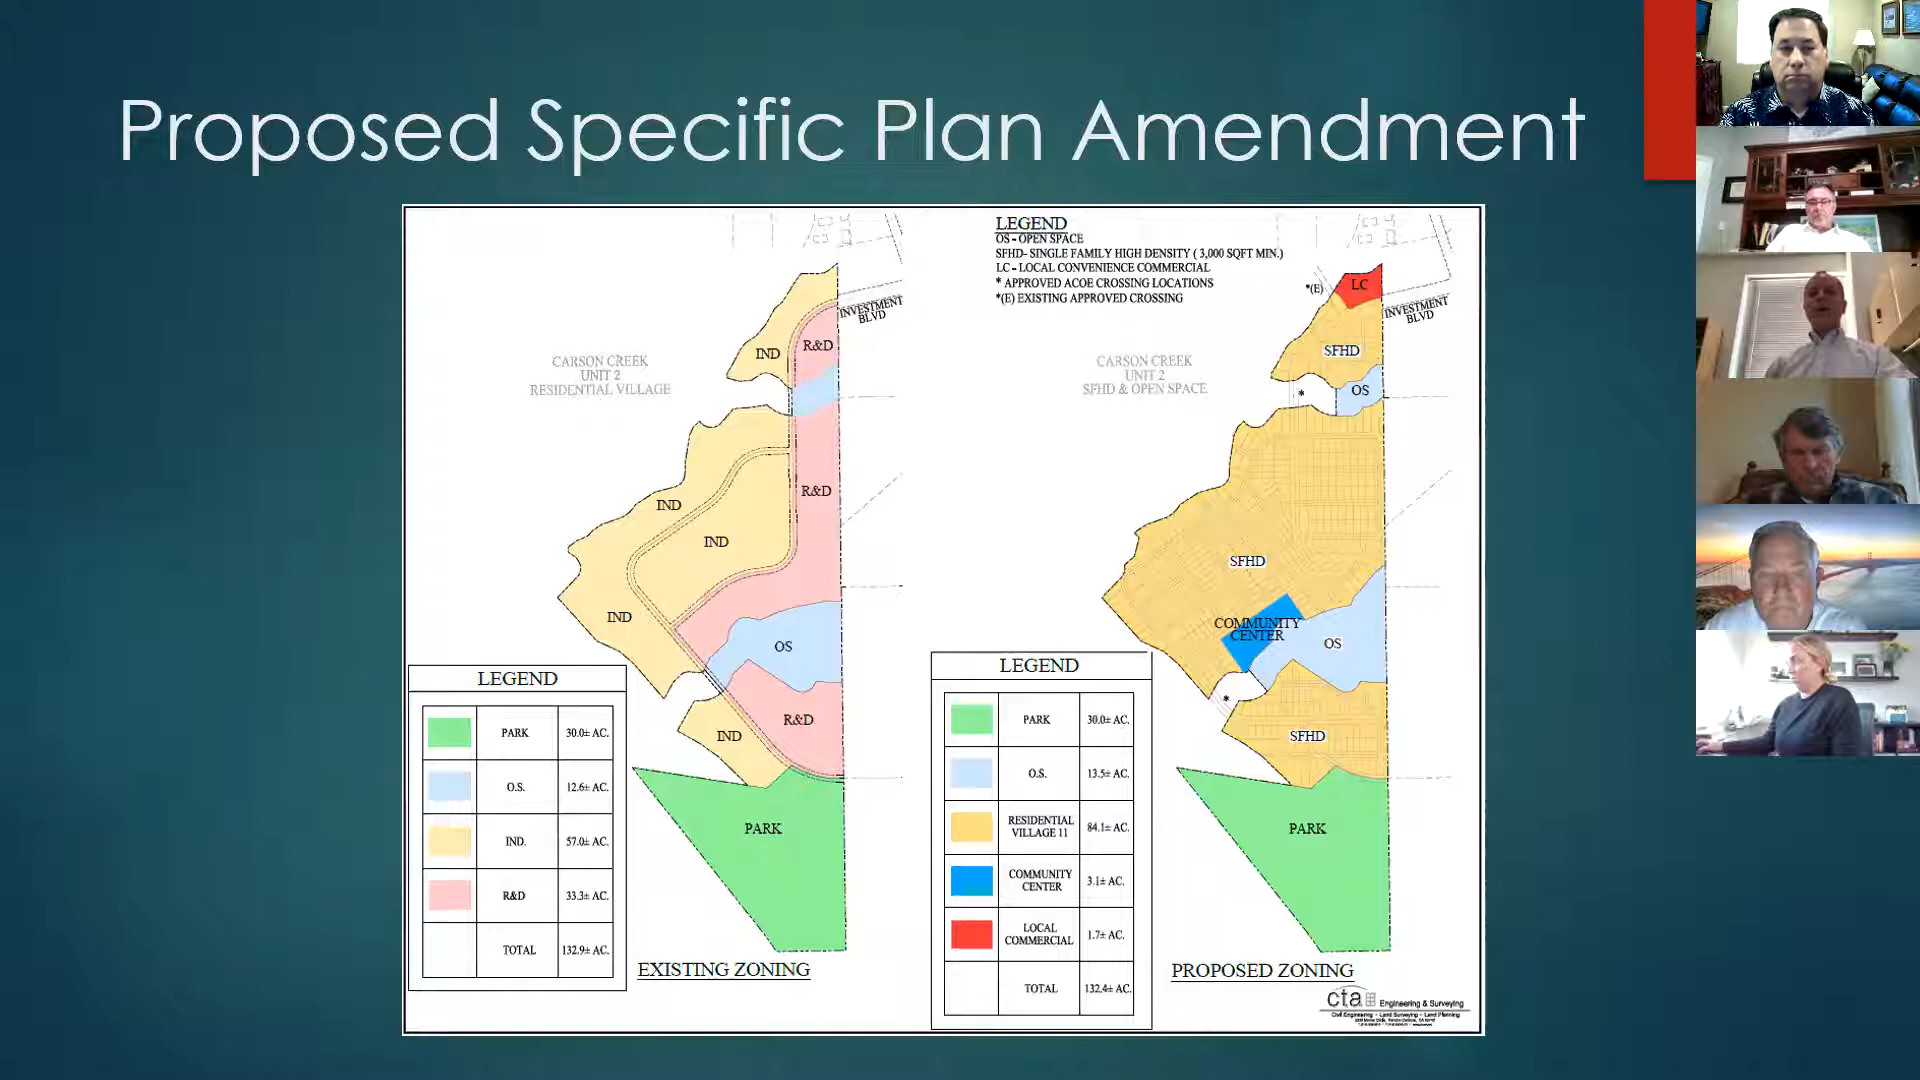 Proposed Specific Plan Amendment
LEGEND
OS - OPEN SPACE
SFHD- SINGLE FAMILY HIGH DENSITY ( 3,000 SQFT MIN.)
LC - LOCAL CONVENIENCE COMMERCIAL
* APPROVED ACOE CROSSING LOCATIONS
*(E) EXISTING APPROVED CROSSING
INVESTMENT
BLVD
IND
R&D
CARSON CREEK
UNIT 2
RESIDENTIAL VILLAGE
R&D
IND
IND
IND
OS
R&D
IND
PARK
LEGEND
PARK 30.0± AC.
O.S. 12.6± AC.
IND. 57.0± AC.
R&D 33.3± AC.
TOTAL 132.9± AC.
EXISTING ZONING
*(E)
LC
INVESTMENT
BLVD
SFHD
CARSON CREEK
UNIT 2
SFHD & OPEN SPACE
*
OS
SFHD
COMMUNITY
CENTER
OS
*
SFHD
PARK
LEGEND
PARK 30.0± AC.
O.S. 13.5± AC.
RESIDENTIAL
VILLAGE 11 84.1± AC.
COMMUNITY
CENTER 3.1± AC.
LOCAL
COMMERCIAL 1.7± AC.
TOTAL 132.4± AC.
PROPOSED ZONING
cta Engineering & Surveying
Civil Engineering - Land Surveying - Land Planning